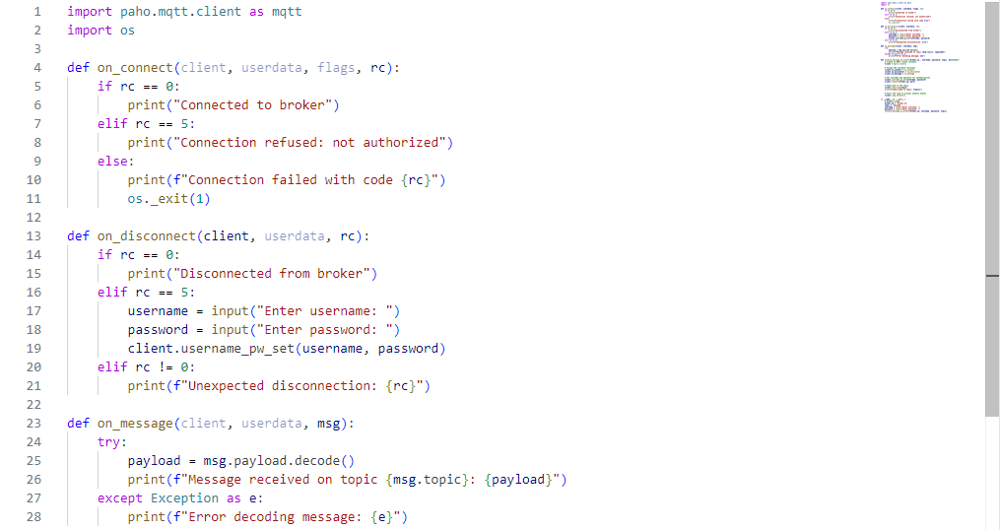 1 import paho.mqtt.client as mqtt
2 import os
3
4 def on_connect(client, userdata, flags, rc):
5     if rc == 0:
6         print("Connected to broker")
7     elif rc == 5:
8         print("Connection refused: not authorized")
9     else:
10         print(f"Connection failed with code {rc}")
11         os._exit(1)
12
13 def on_disconnect(client, userdata, rc):
14     if rc == 0:
15         print("Disconnected from broker")
16     elif rc == 5:
17         username = input("Enter username: ")
18         password = input("Enter password: ")
19         client.username_pw_set(username, password)
20     elif rc != 0:
21         print(f"Unexpected disconnection: {rc}")
22
23 def on_message(client, userdata, msg):
24     try:
25         payload = msg.payload.decode()
26         print(f"Message received on topic {msg.topic}: {payload}")
27     except Exception as e:
28         print(f"Error decoding message: {e}")